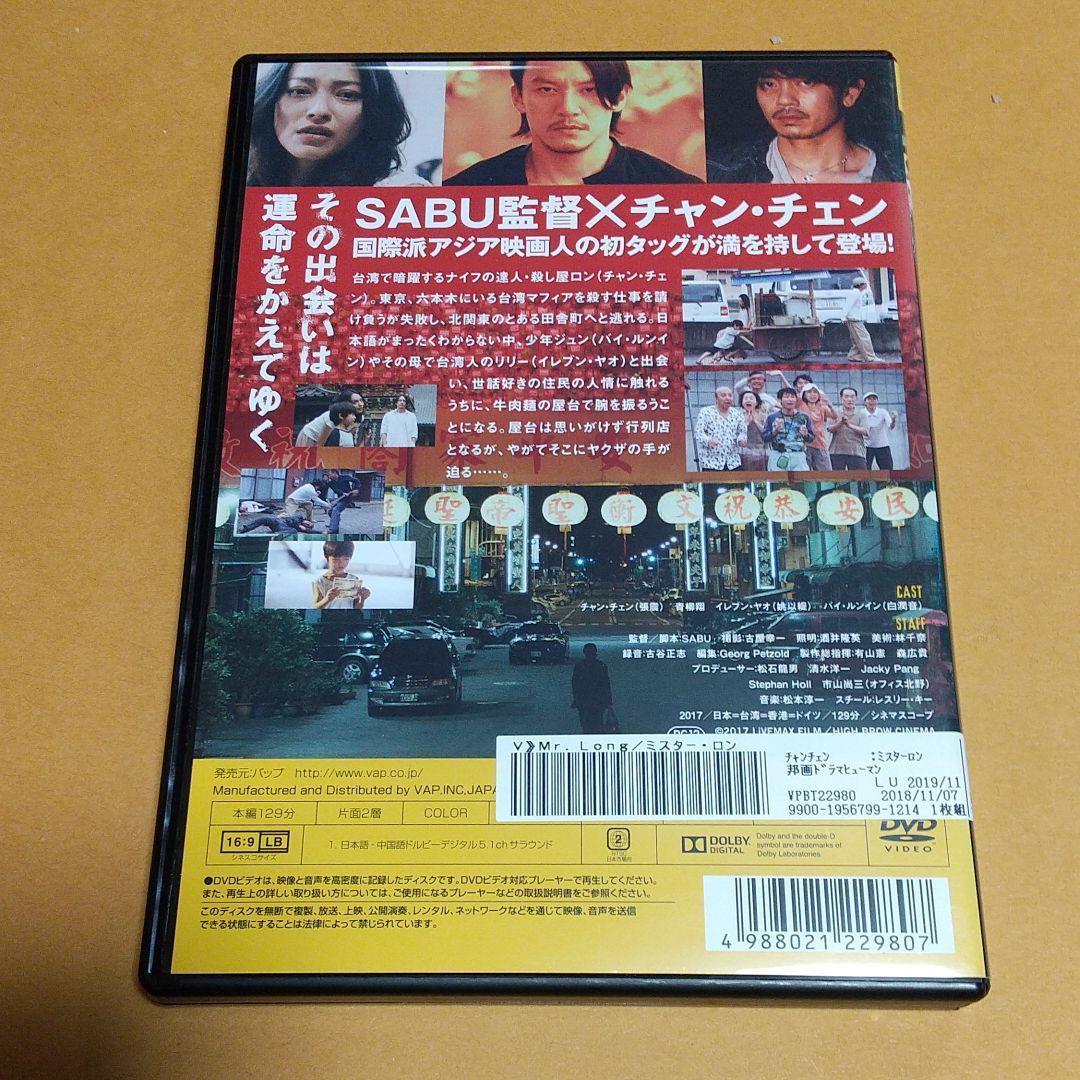 その出会いは
運命をかえてゆく
SABU監督×チャン・チェン
国際派アジア映画人の初タッグが満を持して登場!
台湾で暗躍するナイフの達人・殺し屋ロン(チャン・チェ
ン)。東京、六本木にいる台湾マフィアを殺す仕事を請
け負うが失敗し、北関東のとある田舎町へと逃れる。日
本語がまったくわからない中、少年ジュン(バイ・ルンイ
ン)やその母で台湾人のリリー(イレブン・ヤオ)と出会
い、世話好きの住民の人情に触れる
うちに、牛肉麺の屋台で腕を振るうこ
とになる。屋台は思いがけず行列店
となるが、やがてそこにヤクザの手が
迫る……。
聖帝聖衛文祝恭安民
CAST
チャン・チェン(張震) 青柳翔 イレブン・ヤオ(姚以緹) バイ・ルンイン(白潤音)
STAFF
監督/脚本:SABU 撮影:古屋幸一 照明:酒井隆英 美術:林千奈
録音:古谷正志 編集:Georg Petzold 製作総指揮:有山憲 森広貴
プロデューサー:松石龍男 清水洋一 Jacky Pang
Stephan Holl 市山尚三(オフィス北野)
音楽:松本淳一 スチール:レスリー・キー
2017/日本=台湾=香港=ドイツ/129分/シネマスコープ
©2017 LIVEMAX FILM/HIGH BROW CINEMA
V》Mr. Long/ミスター・ロン
チャンチェン :ミスターロン
邦画ドラマヒューマン
LU 2019/11
VPBT22980 2018/11/07
9900-1956799-1214 1枚組
発売元:バップ http://www.vap.co.jp/
Manufactured and Distributed by VAP,INC,JAPA
本編129分 片面2層 COLOR
16:9 LB
シネスコサイズ
1. 日本語・中国語ドルビーデジタル5.1chサラウンド
2
NTSC
日本市場向
DOLBY
DIGITAL
Dolby and the double-D
symbol are trademarks of
Dolby Laboratories.
DVD
VIDEO
●DVDビデオは、映像と音声を高密度に記録したディスクです。DVDビデオ対応プレーヤーで再生してください。
また、再生上の詳しい取り扱い方については、ご使用になるプレーヤーなどの取扱説明書をご参照ください。
このディスクを無断で複製、放送、上映、公開演奏、レンタル、ネットワークなどを通じて映像、音声を送信
できる状態にすることは法律によって禁じられています。
4 988021 229807